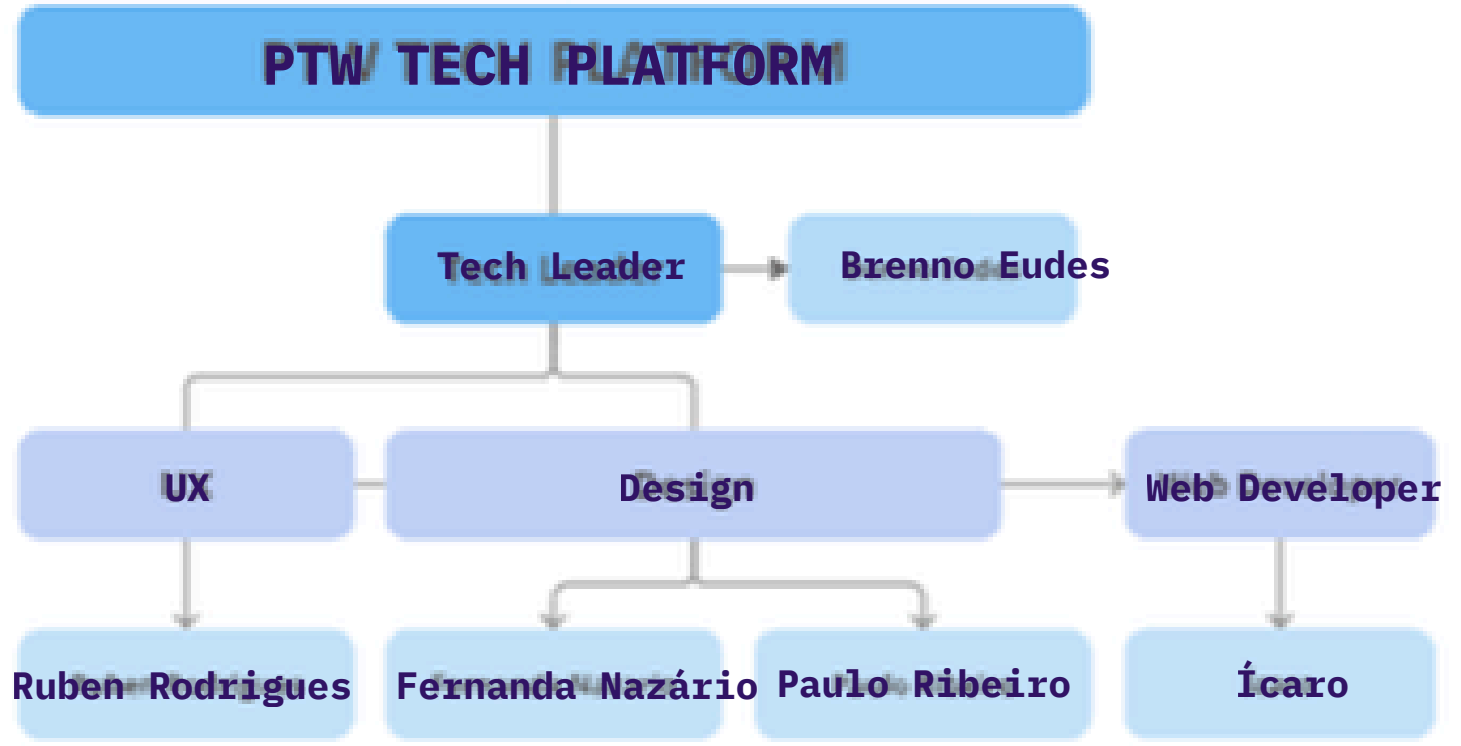 PTW TECH PLATFORM
Tech Leader
Brenno Eudes
UX
Design
Web Developer
Ruben Rodrigues
Fernanda Nazário
Paulo Ribeiro
Ícaro